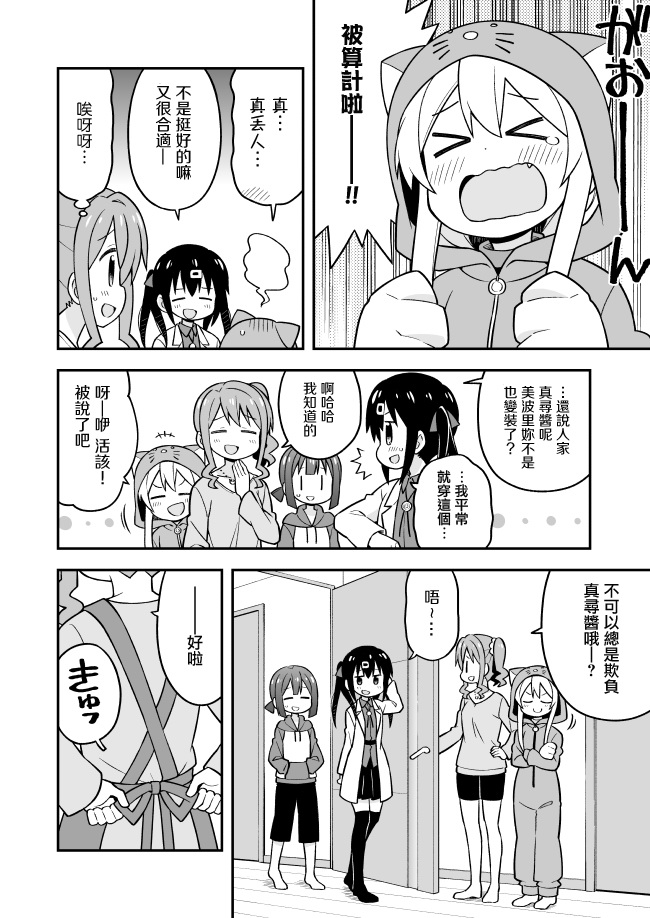 がおーーん
被算計啦——!!
真…
真丟人…
不是挺好的嘛
又很合適—
唉呀呀…
…還說人家
真尋醬呢
美波里妳不是
也變裝了?
…我平常
就穿這個…
啊哈哈
我知道的
呀—咿 活該!
被說了吧
不可以總是欺負
真尋醬哦—?
唔~…
——好啦
きゅっ